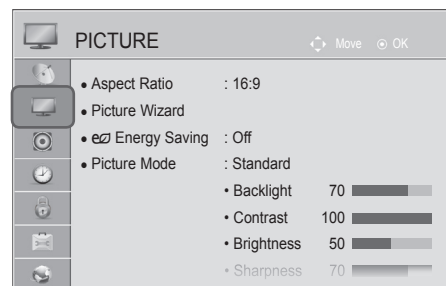 PICTURE
Move OK
• Aspect Ratio : 16:9
• Picture Wizard
• Energy Saving : Off
• Picture Mode : Standard
• Backlight 70
• Contrast 100
• Brightness 50
• Sharpness 70